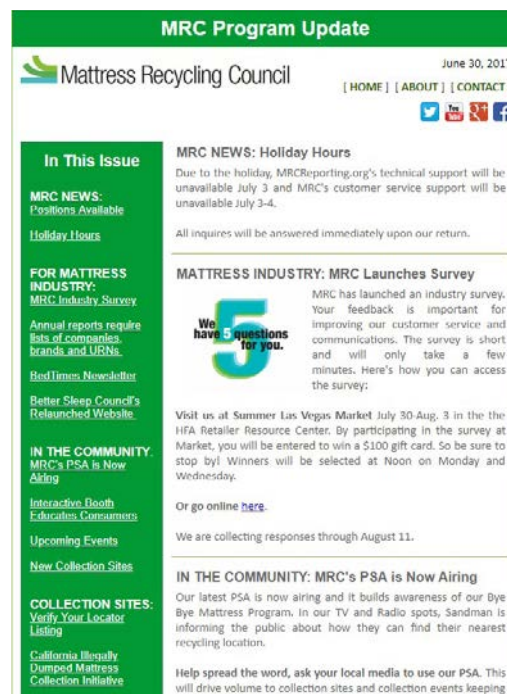 MRC Program Update
Mattress Recycling Council
June 30, 201
[ HOME ] [ ABOUT ] [ CONTACT
You
Tube
In This Issue
MRC NEWS:
Positions Available
Holiday Hours
FOR MATTRESS
INDUSTRY:
MRC Industry Survey
Annual reports require
lists of companies,
brands and URNs
BedTimes Newsletter
Better Sleep Council's
Relaunched Website
IN THE COMMUNITY:
MRC's PSA is Now
Airing
Interactive Booth
Educates Consumers
Upcoming Events
New Collection Sites
COLLECTION SITES:
Verify Your Locator
Listing
California Illegally
Dumped Mattress
Collection Initiative
MRC NEWS: Holiday Hours
Due to the holiday, MRCReporting.org's technical support will be
unavailable July 3 and MRC's customer service support will be
unavailable July 3-4.
All inquires will be answered immediately upon our return.
MATTRESS INDUSTRY: MRC Launches Survey
We
have 5 questions
for you.
MRC has launched an industry survey.
Your feedback is important for
improving our customer service and
communications. The survey is short
and will only take a few
minutes. Here's how you can access
the survey:
Visit us at Summer Las Vegas Market July 30-Aug. 3 in the the
HFA Retailer Resource Center. By participating in the survey at
Market, you will be entered to win a $100 gift card. So be sure to
stop by! Winners will be selected at Noon on Monday and
Wednesday.
Or go online here.
We are collecting responses through August 11.
IN THE COMMUNITY: MRC's PSA is Now Airing
Our latest PSA is now airing and it builds awareness of our Bye
Bye Mattress Program. In our TV and Radio spots, Sandman is
informing the public about how they can find their nearest
recycling location.
Help spread the word, ask your local media to use our PSA. This
will drive volume to collection sites and collection events keeping